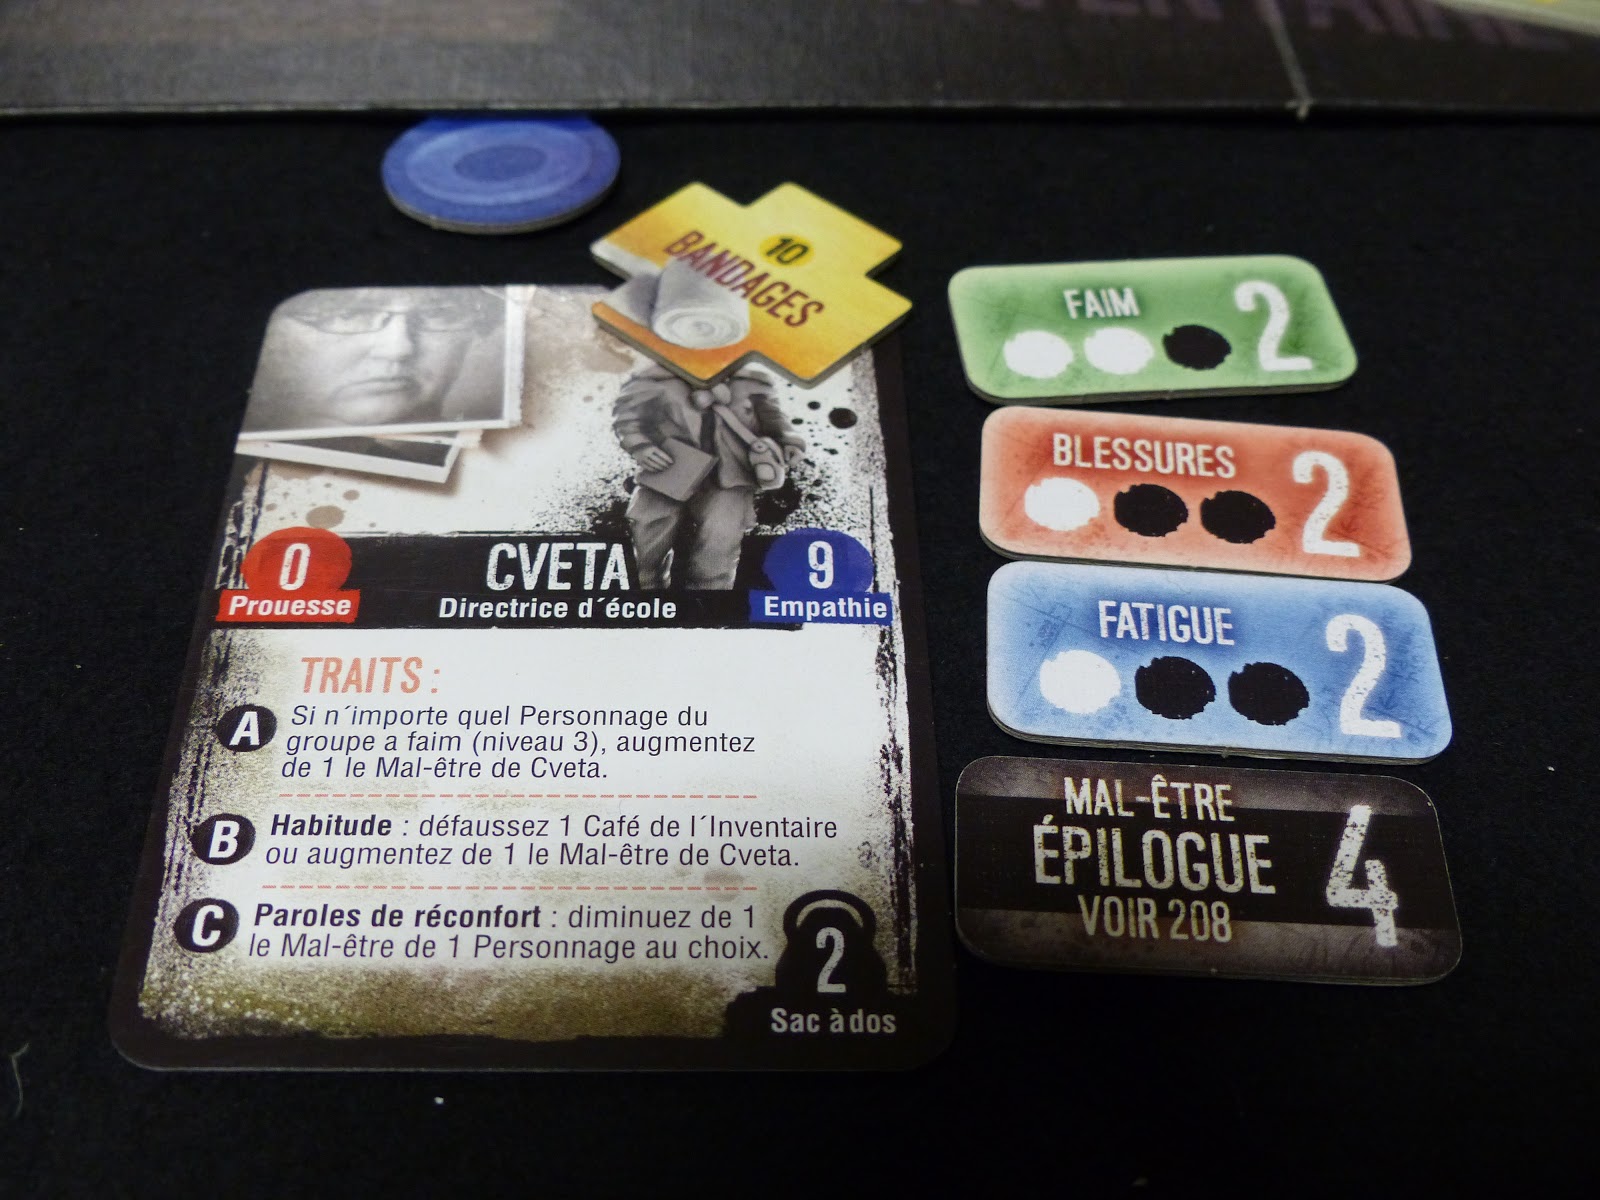 10
BANDAGES
0
Prouesse
CVETA
Directrice d´école
9
Empathie
TRAITS :
A
Si n´importe quel Personnage du
groupe a faim (niveau 3), augmentez
de 1 le Mal-être de Cveta.
B
Habitude : défaussez 1 Café de l´Inventaire
ou augmentez de 1 le Mal-être de Cveta.
C
Paroles de réconfort : diminuez de 1
le Mal-être de 1 Personnage au choix.
2
Sac à dos
FAIM
2
BLESSURES
2
FATIGUE
2
MAL-ÊTRE
ÉPILOGUE
VOIR 208
4